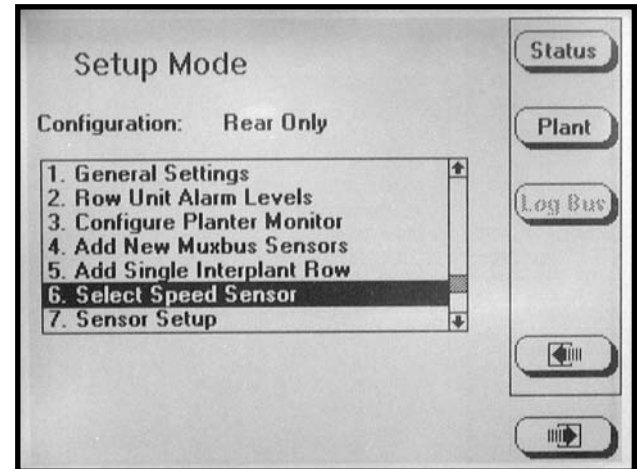 Setup Mode
Configuration: Rear Only
1. General Settings
2. Row Unit Alarm Levels
3. Configure Planter Monitor
4. Add New Muxbus Sensors
5. Add Single Interplant Row
6. Select Speed Sensor
7. Sensor Setup
Status
Plant
Log Bus